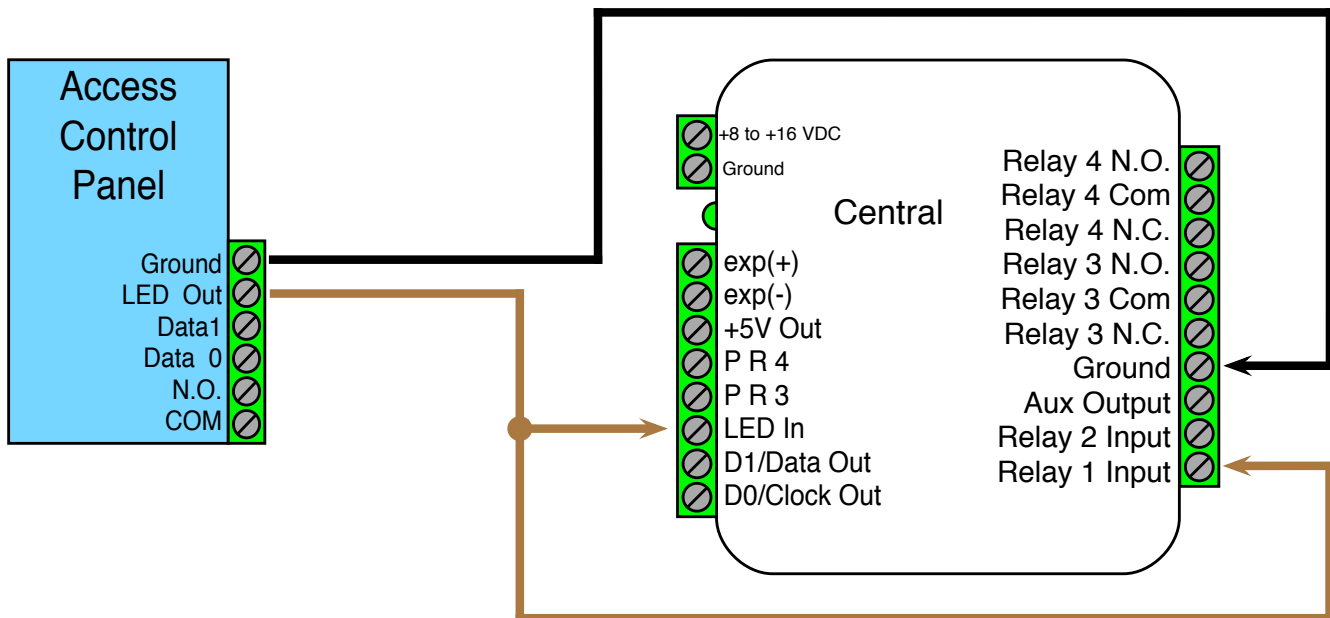 Access
Control
Panel
Ground
LED Out
Data1
Data 0
N.O.
COM
+8 to +16 VDC
Ground
Central
exp(+)
exp(-)
+5V Out
P R 4
P R 3
LED In
D1/Data Out
D0/Clock Out
Relay 4 N.O.
Relay 4 Com
Relay 4 N.C.
Relay 3 N.O.
Relay 3 Com
Relay 3 N.C.
Ground
Aux Output
Relay 2 Input
Relay 1 Input